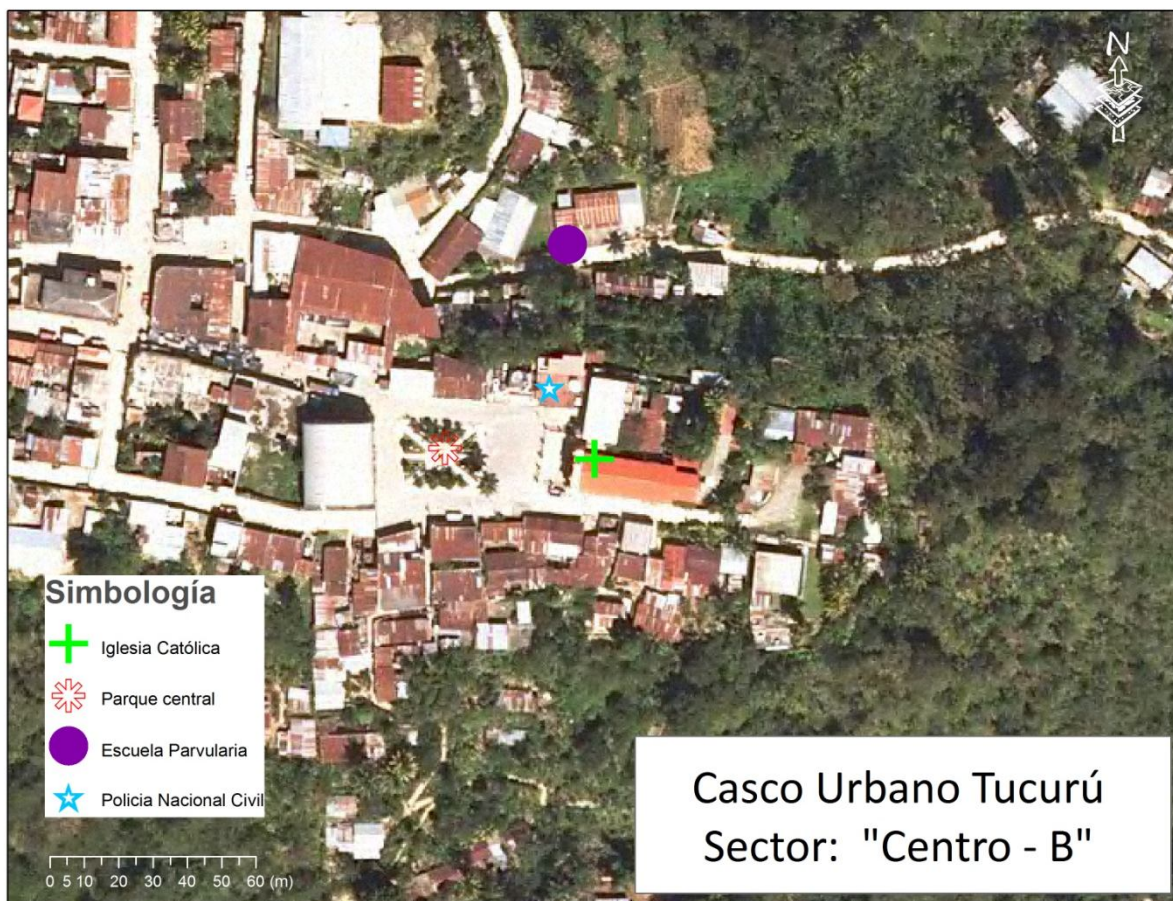 N
Simbología
Iglesia Católica
Parque central
Escuela Parvularia
Policia Nacional Civil
0 5 10 20 30 40 50 60 (m)
Casco Urbano Tucurú
Sector: "Centro - B"